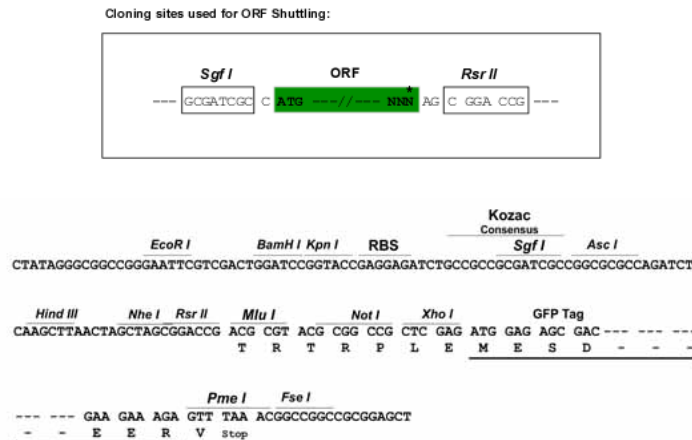 Cloning sites used for ORF Shuttling:
Sgf I ORF Rsr II
--- GCGATCGC C ATG ---//--- NNN* AG C GGA CCG ---
Kozac
Consensus
EcoR I BamH I Kpn I RBS Sgf I Asc I
CTATAGGGCGGCCGGGAATTCGTCGACTGGATCCGGTACCGAGGAGATCTGCCGCCGCGATCGCCGGCGCGCCAGATCT
Hind III Nhe I Rsr II Mlu I Not I Xho I GFP Tag
CAAGCTTAACTAGCTAGCGGACCG ACG CGT ACG CGG CCG CTC GAG ATG GAG AGC GAC--- --- ---
T R T R P L E M E S D - - -
Pme I Fse I
--- --- GAA GAA AGA GTT TAA ACGGCCGGCCGCGGAGCT
- - E E R V Stop